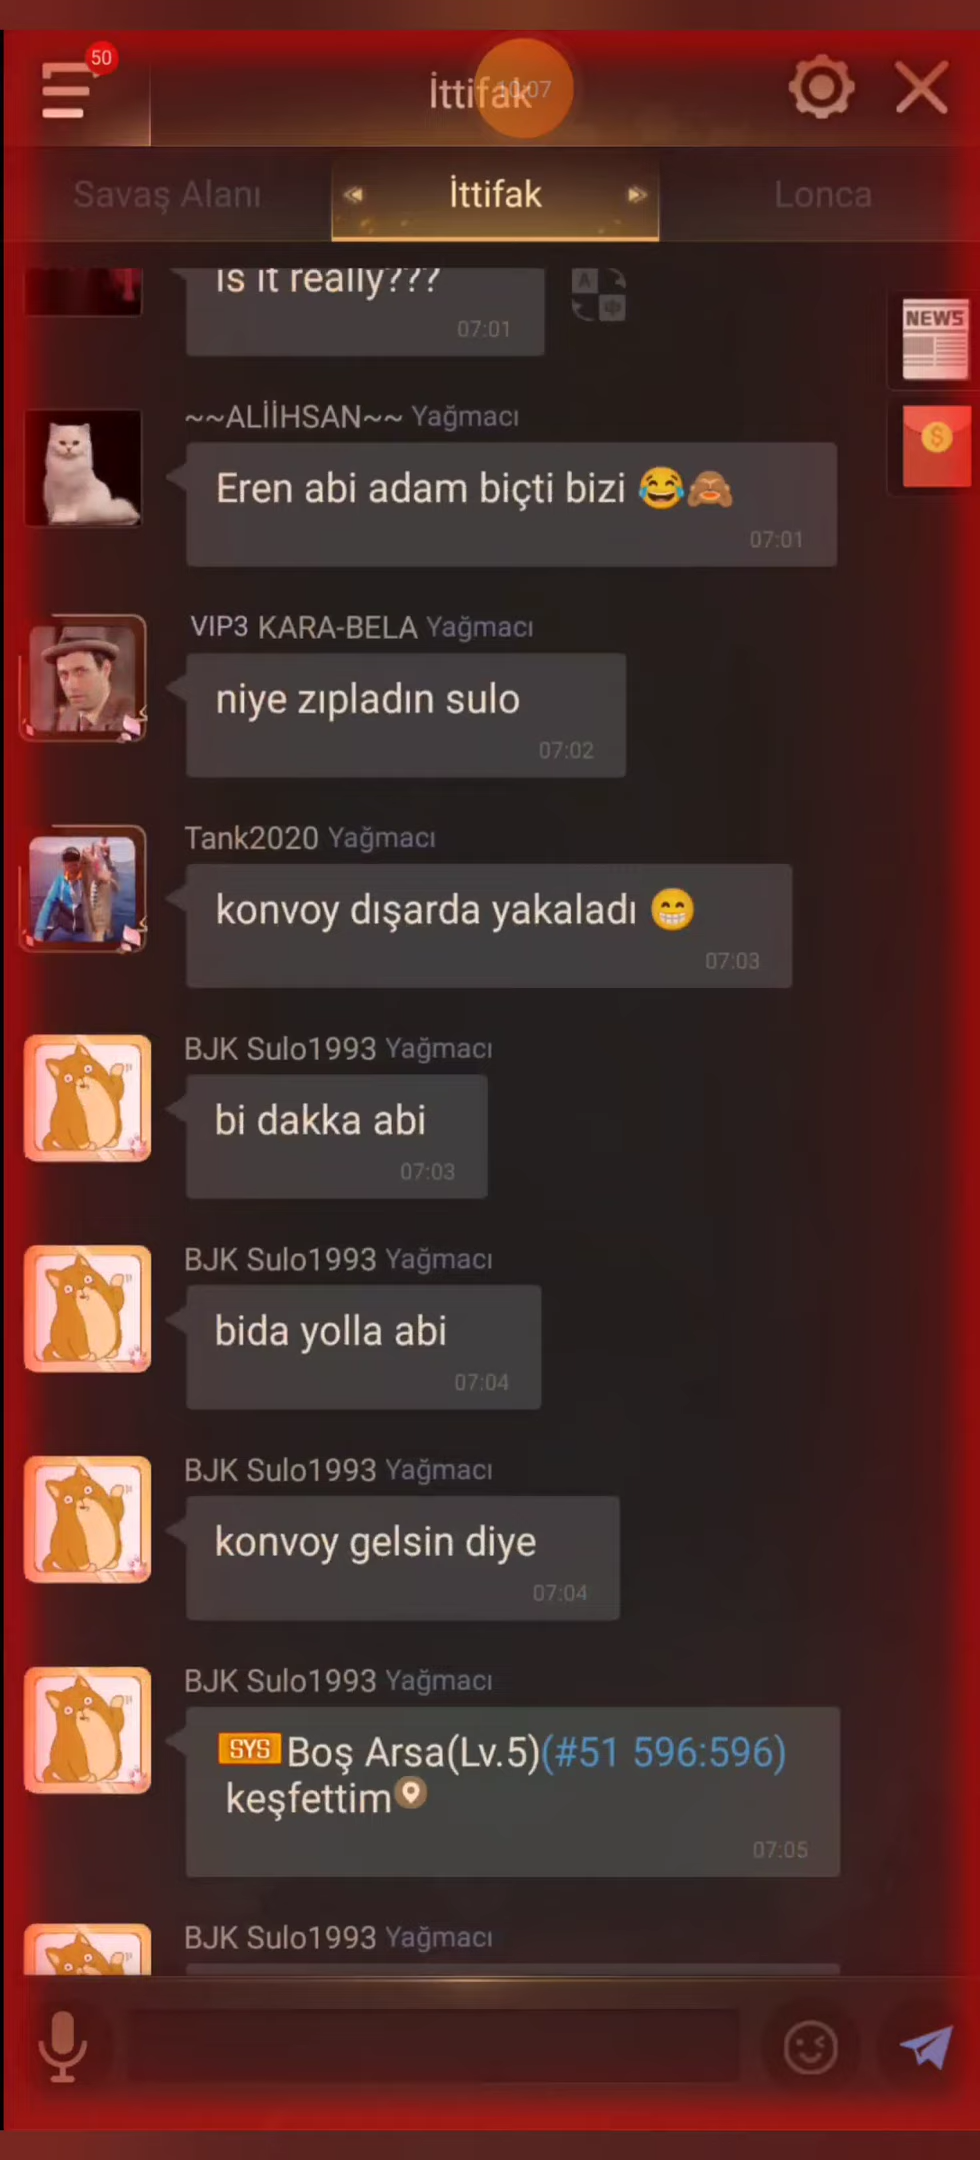 50
İttifak
10:07
Savaş Alanı
İttifak
Lonca
Is it really???
07:01
NEWS
~~ALİİHSAN~~ Yağmacı
Eren abi adam biçti bizi 😂🙈
07:01
VIP3 KARA-BELA Yağmacı
niye zıpladın sulo
07:02
Tank2020 Yağmacı
konvoy dışarda yakaladı 😁
07:03
BJK Sulo1993 Yağmacı
bi dakka abi
07:03
BJK Sulo1993 Yağmacı
bida yolla abi
07:04
BJK Sulo1993 Yağmacı
konvoy gelsin diye
07:04
BJK Sulo1993 Yağmacı
SYS Boş Arsa(Lv.5)(#51 596:596)
keşfettim
07:05
BJK Sulo1993 Yağmacı